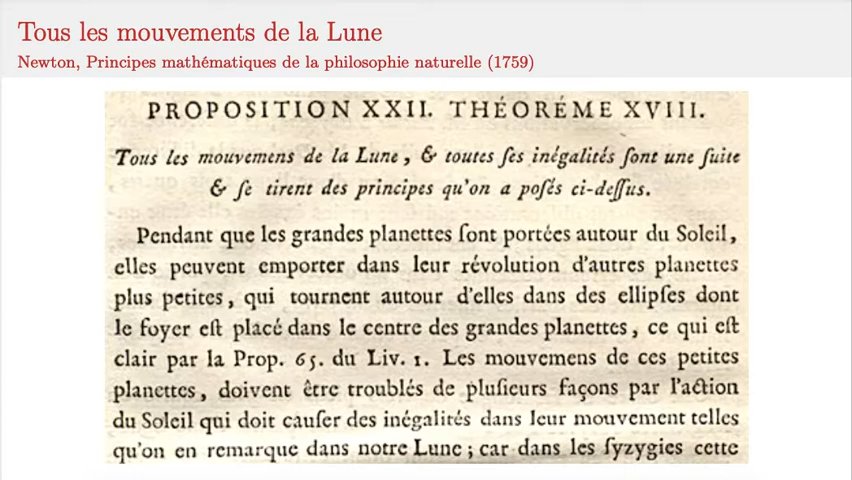 Tous les mouvements de la Lune
Newton, Principes mathématiques de la philosophie naturelle (1759)
PROPOSITION XXII. THÉORÉME XVIII.
Tous les mouvemens de la Lune, & toutes ſes inégalités ſont une ſuite
& ſe tirent des principes qu'on a poſés ci-deſſus.
Pendant que les grandes planettes ſont portées autour du Soleil,
elles peuvent emporter dans leur révolution d'autres planettes
plus petites, qui tournent autour d'elles dans des ellipſes dont
le foyer eſt placé dans le centre des grandes planettes, ce qui eſt
clair par la Prop. 65. du Liv. 1. Les mouvemens de ces petites
planettes, doivent être troublés de pluſieurs façons par l'action
du Soleil qui doit cauſer des inégalités dans leur mouvement telles
qu'on en remarque dans notre Lune; car dans les ſyzygies cette